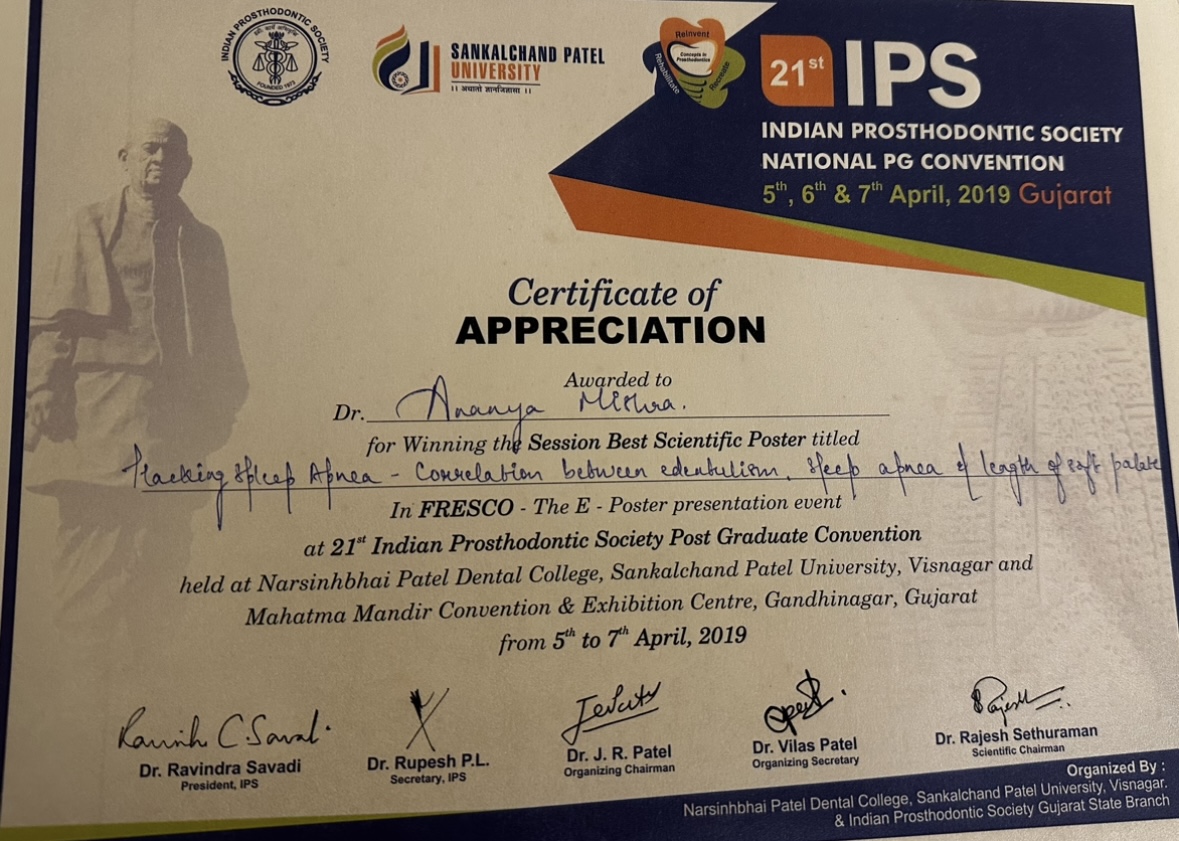 INDIAN PROSTHODONTIC SOCIETY
FOUNDED 1972
SANKALCHAND PATEL
UNIVERSITY
।। अथातो ज्ञानजिज्ञासा ।।
Reinvent
Concepts in
Prosthodontics
Rehabilitate
Recreate
21st IPS
INDIAN PROSTHODONTIC SOCIETY
NATIONAL PG CONVENTION
5th, 6th & 7th April, 2019 Gujarat
Certificate of
APPRECIATION
Awarded to
Dr. Ananya Mishra.
for Winning the Session Best Scientific Poster titled
Tracking Sleep Apnea - Correlation between edentulism, sleep apnea & length of soft palate
In FRESCO - The E - Poster presentation event
at 21st Indian Prosthodontic Society Post Graduate Convention
held at Narsinhbhai Patel Dental College, Sankalchand Patel University, Visnagar and
Mahatma Mandir Convention & Exhibition Centre, Gandhinagar, Gujarat
from 5th to 7th April, 2019
Dr. Ravindra Savadi
President, IPS
Dr. Rupesh P.L.
Secretary, IPS
Dr. J. R. Patel
Organizing Chairman
Dr. Vilas Patel
Organizing Secretary
Dr. Rajesh Sethuraman
Scientific Chairman
Organized By :
Narsinhbhai Patel Dental College, Sankalchand Patel University, Visnagar.
& Indian Prosthodontic Society Gujarat State Branch